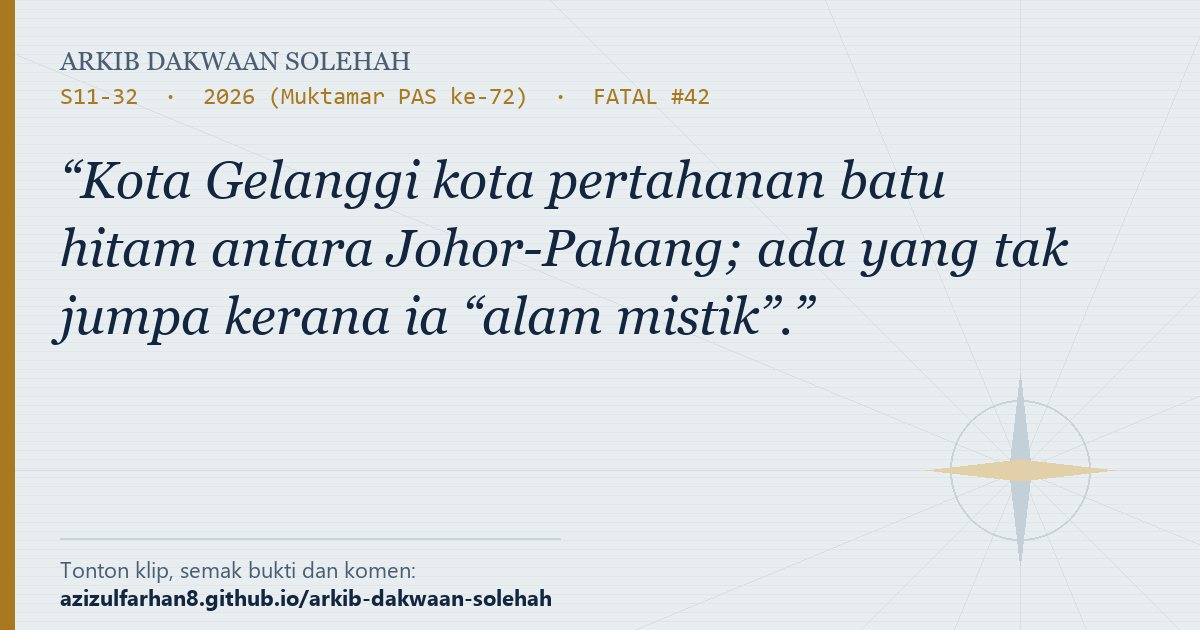 ARKIB DAKWAAN SOLEHAH
S11-32 · 2026 (Muktamar PAS ke-72) · FATAL #42
“Kota Gelanggi kota pertahanan batu
hitam antara Johor-Pahang; ada yang tak
jumpa kerana ia “alam mistik”.”
Tonton klip, semak bukti dan komen:
azizulfarhan8.github.io/arkib-dakwaan-solehah